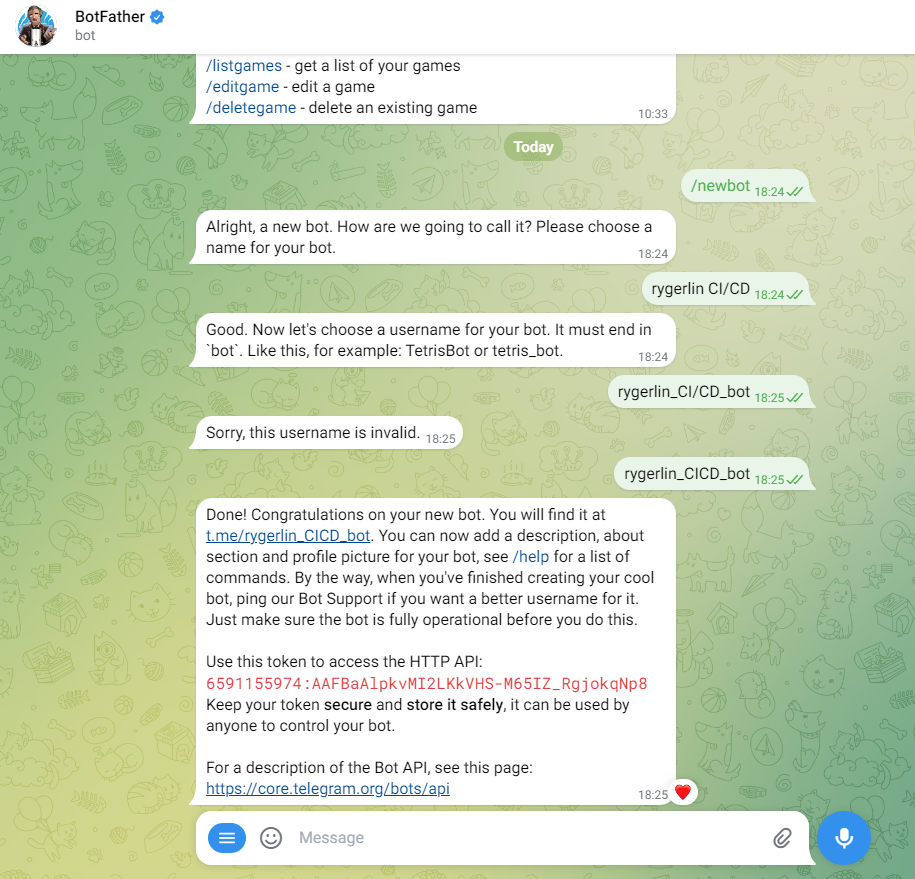 BotFather
bot
/listgames - get a list of your games
/editgame - edit a game
/deletegame - delete an existing game
10:33
Today
/newbot 18:24
Alright, a new bot. How are we going to call it? Please choose a
name for your bot.
18:24
rygerlin CI/CD 18:24
Good. Now let's choose a username for your bot. It must end in
`bot`. Like this, for example: TetrisBot or tetris_bot.
18:24
rygerlin_CI/CD_bot 18:25
Sorry, this username is invalid. 18:25
rygerlin_CICD_bot 18:25
Done! Congratulations on your new bot. You will find it at
t.me/rygerlin_CICD_bot. You can now add a description, about
section and profile picture for your bot, see /help for a list of
commands. By the way, when you've finished creating your cool
bot, ping our Bot Support if you want a better username for it.
Just make sure the bot is fully operational before you do this.
Use this token to access the HTTP API:
6591155974:AAFBaAlpkvMI2LKkVHS-M65IZ_RgjokqNp8
Keep your token secure and store it safely, it can be used by
anyone to control your bot.
For a description of the Bot API, see this page:
https://core.telegram.org/bots/api
18:25
Message